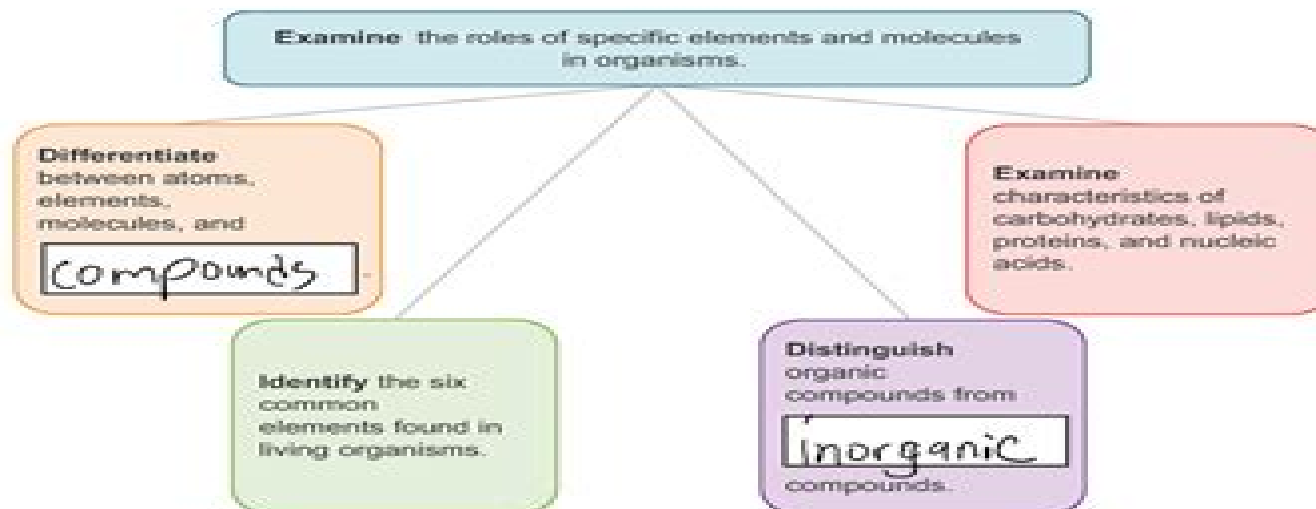 Examine the roles of specific elements and molecules
in organisms.
Differentiate
between atoms,
elements,
molecules, and
compounds.
Examine
characteristics of
carbohydrates, lipids,
proteins, and nucleic
acids.
Identify the six
common
elements found in
living organisms.
Distinguish
organic
compounds from
inorganic
compounds.